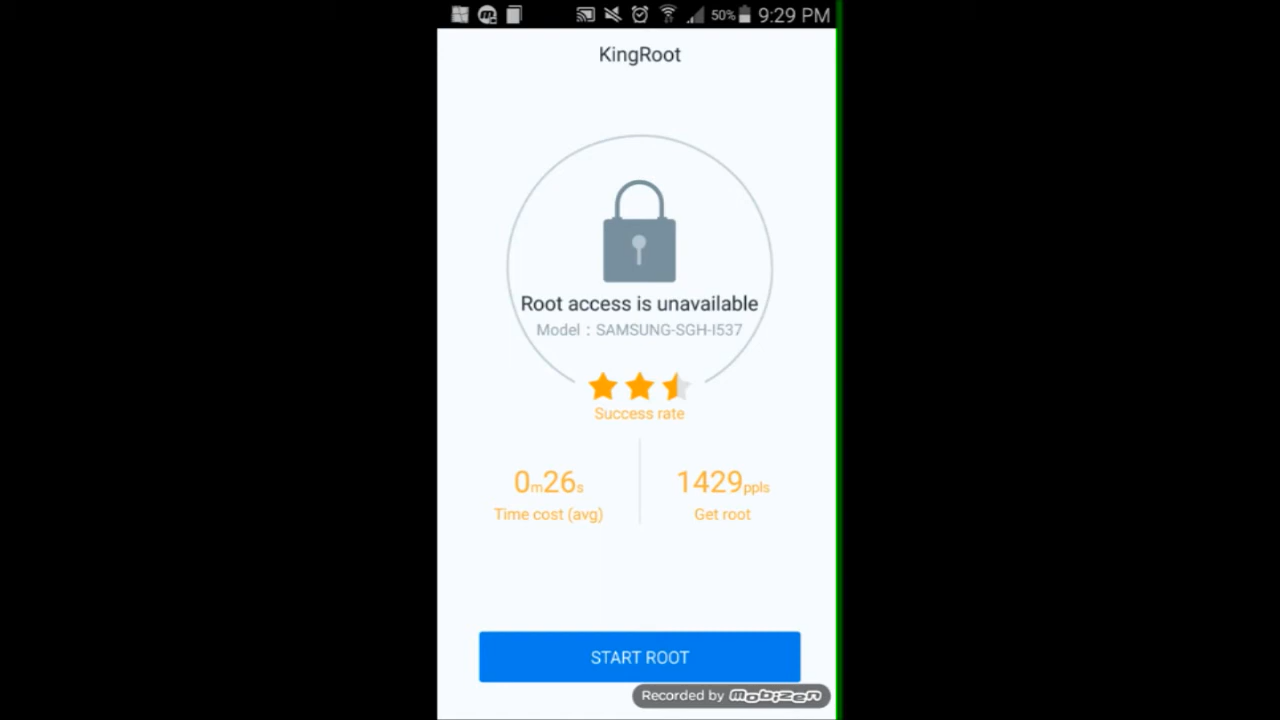 50% 9:29 PM
KingRoot
Root access is unavailable
Model : SAMSUNG-SGH-I537
Success rate
0m26s
Time cost (avg)
1429ppls
Get root
START ROOT
Recorded by mobizen